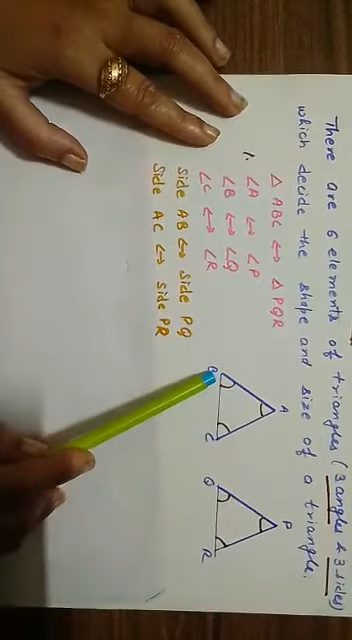 There are 6 elements of triangles (3 angles & 3 sides)
which decide the shape and size of a triangle.
△ ABC ↔ △ PQR
1. ∠A ↔ ∠P
∠B ↔ ∠Q
∠C ↔ ∠R
Side AB ↔ Side PQ
Side AC ↔ Side PR
A
B
C
P
Q
R